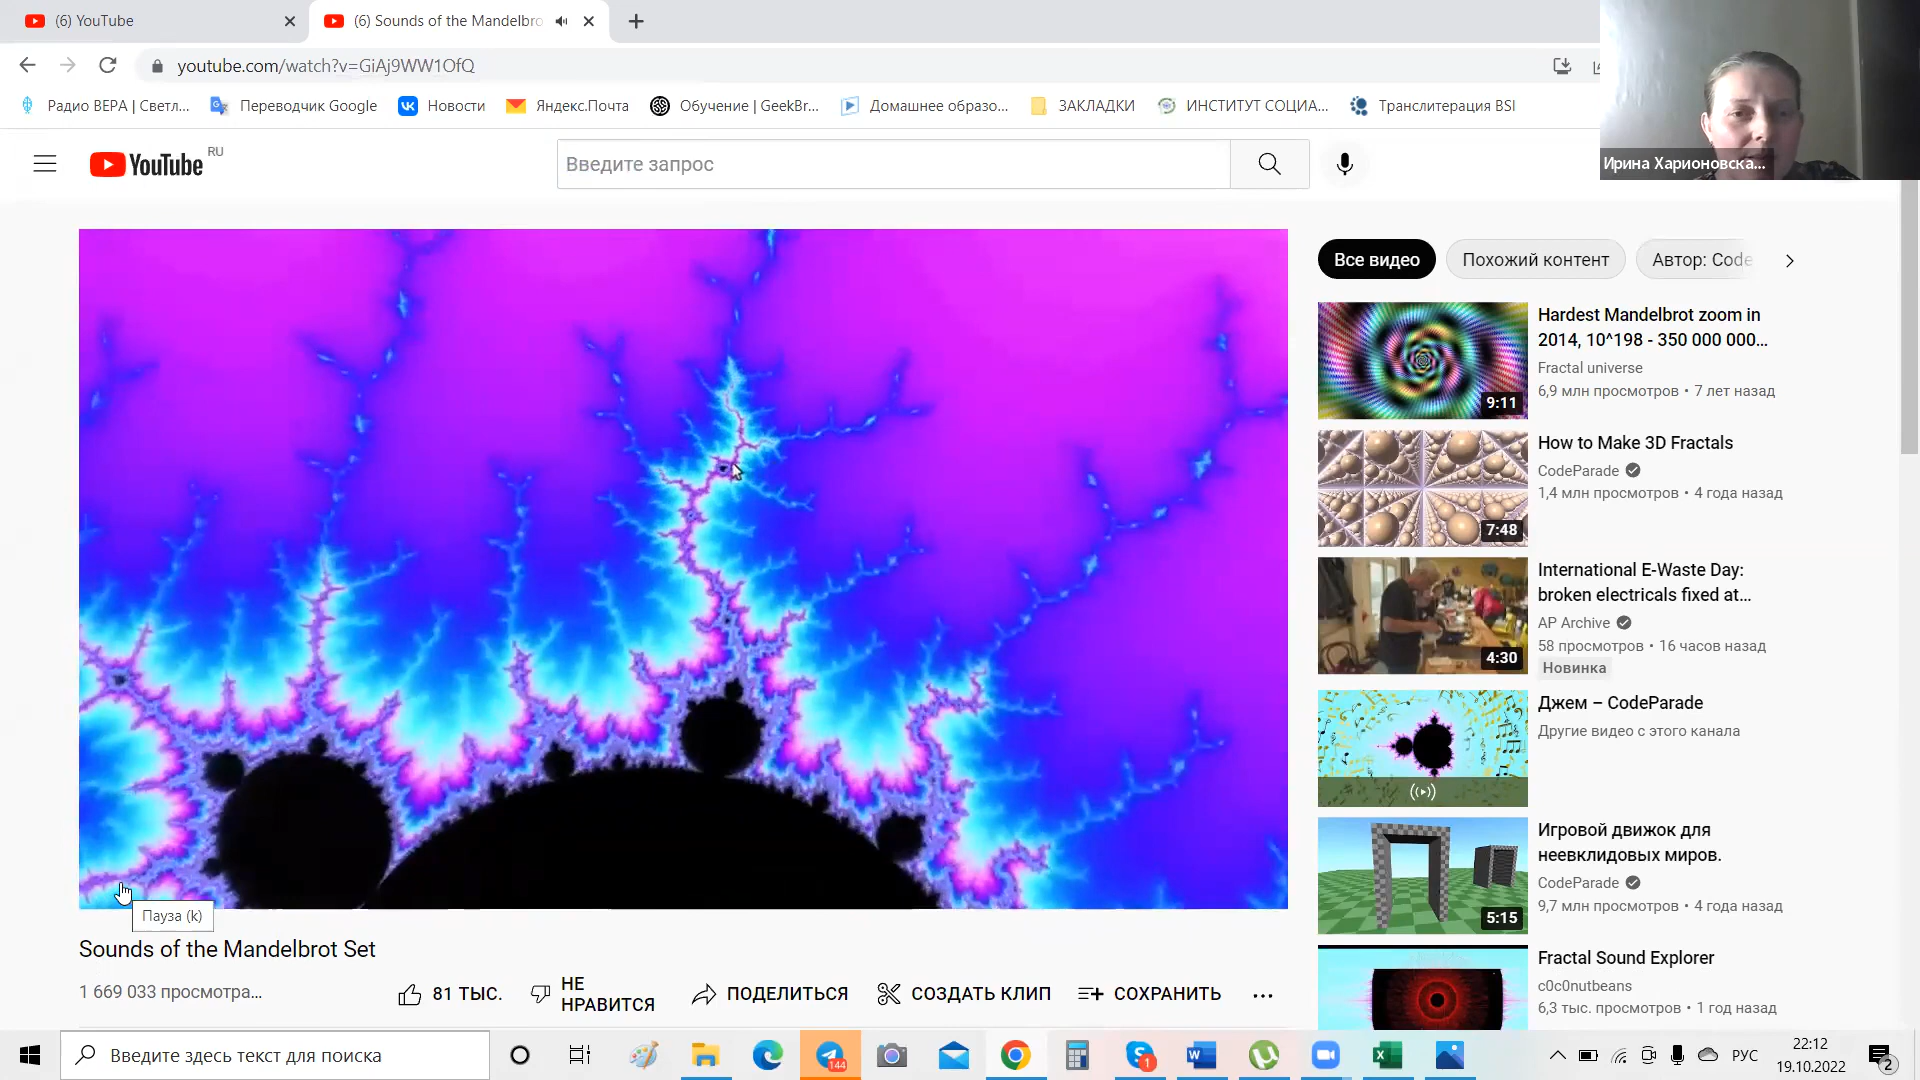 (6) YouTube
(6) Sounds of the Mandelbro
youtube.com/watch?v=GiAj9WW1OfQ
Радио ВЕРА | Светл...
Переводчик Google
Новости
Яндекс.Почта
Обучение | GeekBr...
Домашнее образо...
ЗАКЛАДКИ
ИНСТИТУТ СОЦИА...
Транслитерация BSI
Ирина Харионовска...
YouTube RU
Введите запрос
Все видео
Похожий контент
Автор: Code
Hardest Mandelbrot zoom in
2014, 10^198 - 350 000 000...
Fractal universe
6,9 млн просмотров • 7 лет назад
9:11
How to Make 3D Fractals
CodeParade
1,4 млн просмотров • 4 года назад
7:48
International E-Waste Day:
broken electricals fixed at...
AP Archive
58 просмотров • 16 часов назад
Новинка
4:30
Джем – CodeParade
Другие видео с этого канала
Игровой движок для
неевклидовых миров.
CodeParade
9,7 млн просмотров • 4 года назад
5:15
Fractal Sound Explorer
c0c0nutbeans
6,3 тыс. просмотров • 1 год назад
Пауза (k)
Sounds of the Mandelbrot Set
1 669 033 просмотра...
81 ТЫС.
НЕ
НРАВИТСЯ
ПОДЕЛИТЬСЯ
СОЗДАТЬ КЛИП
СОХРАНИТЬ
Введите здесь текст для поиска
144
1
РУС
22:12
19.10.2022
2